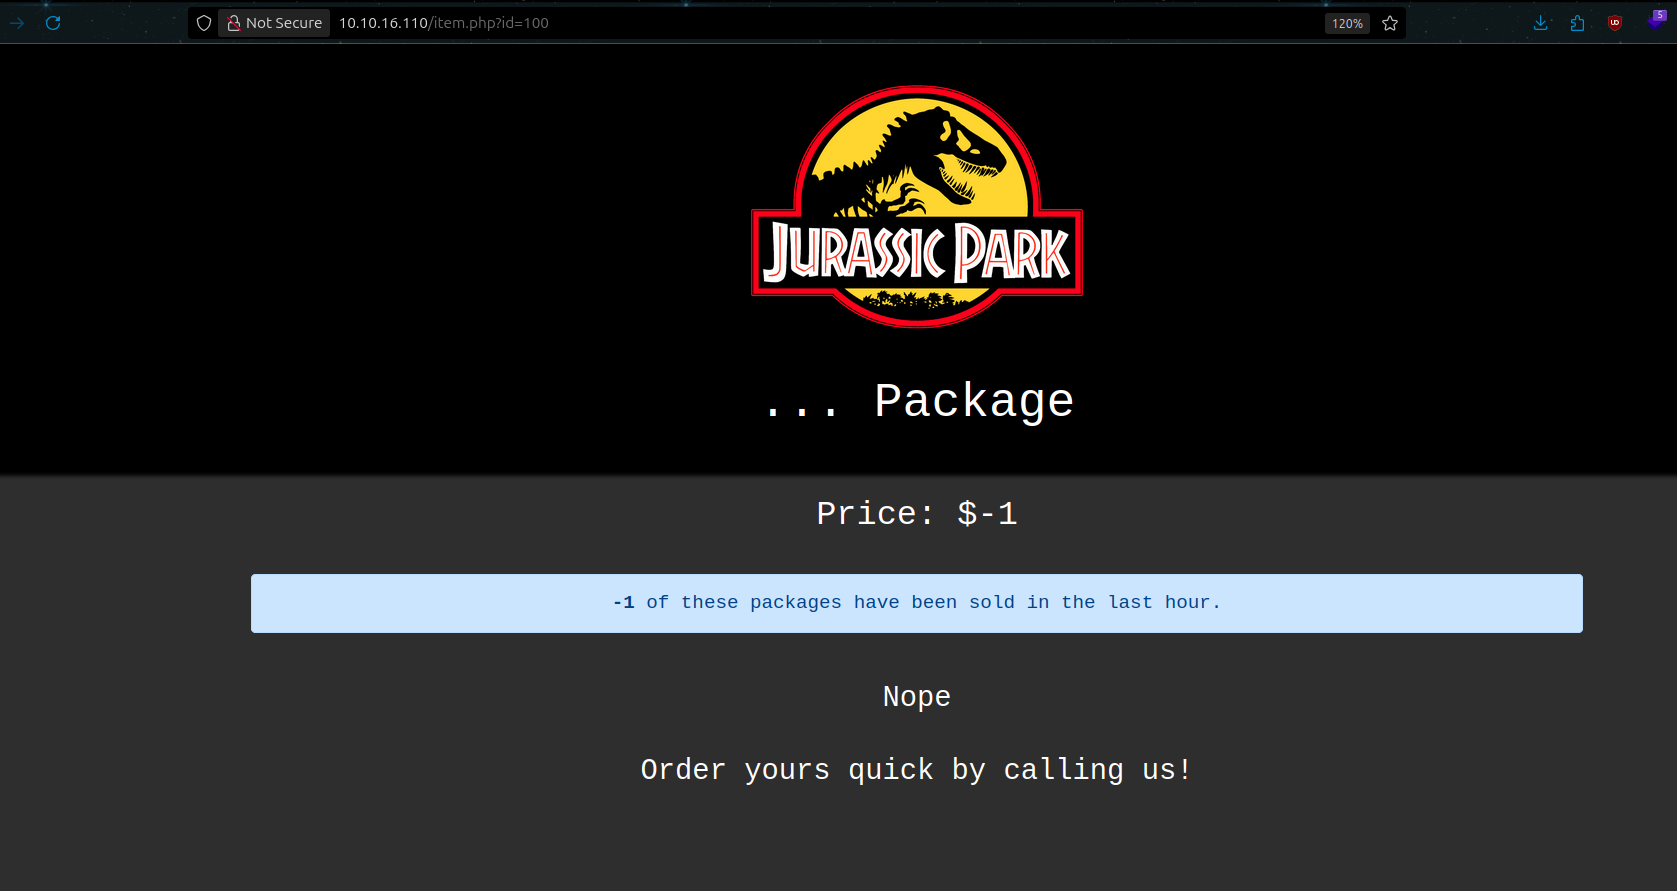 Not Secure 10.10.16.110/item.php?id=100 120% 5
JURASSIC PARK
... Package
Price: $-1
-1 of these packages have been sold in the last hour.
Nope
Order yours quick by calling us!